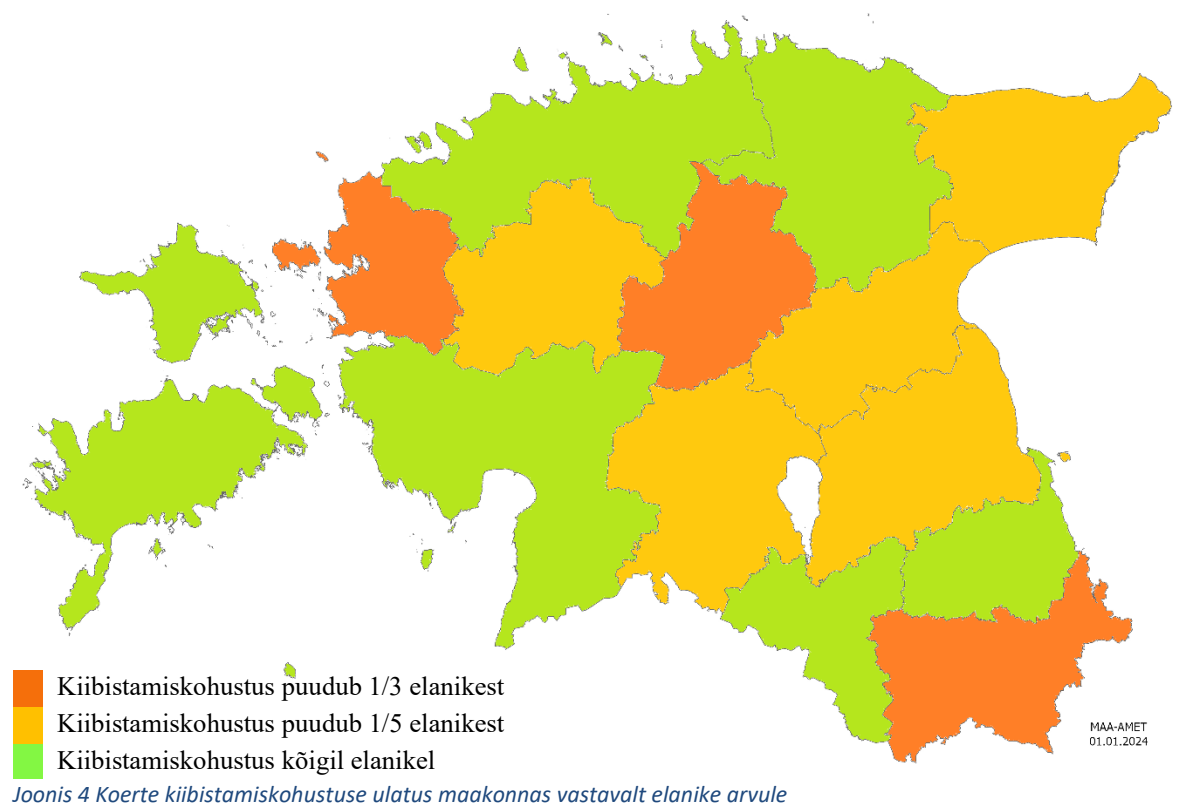 Kiibistamiskohustus puudub 1/3 elanikest
Kiibistamiskohustus puudub 1/5 elanikest
Kiibistamiskohustus kõigil elanikel
MAA-AMET
01.01.2024
Joonis 4 Koerte kiibistamiskohustuse ulatus maakonnas vastavalt elanike arvule